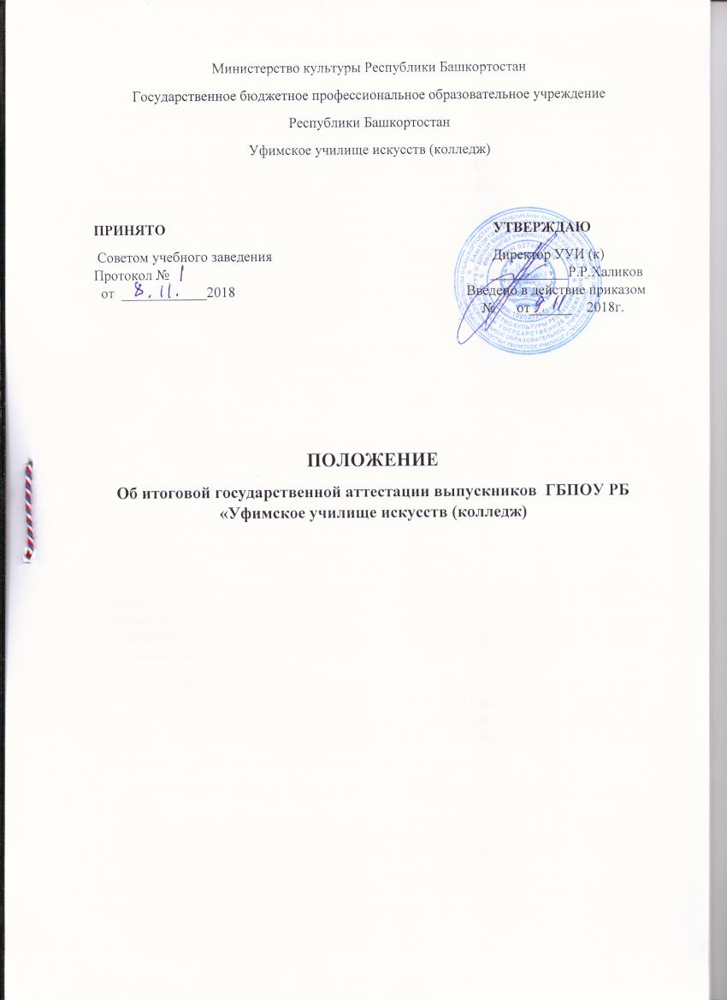 Министерство культуры Республики Башкортостан
Государственное бюджетное профессиональное образовательное учреждение
Республики Башкортостан
Уфимское училище искусств (колледж)
ПРИНЯТО
Советом учебного заведения
Протокол № 1
от 8.11. 2018
УТВЕРЖДАЮ
Директор УУИ (к)
Р.Р.Халиков
Введено в действие приказом
№ от 9.11 2018г.
ПОЛОЖЕНИЕ
Об итоговой государственной аттестации выпускников ГБПОУ РБ
«Уфимское училище искусств (колледж)